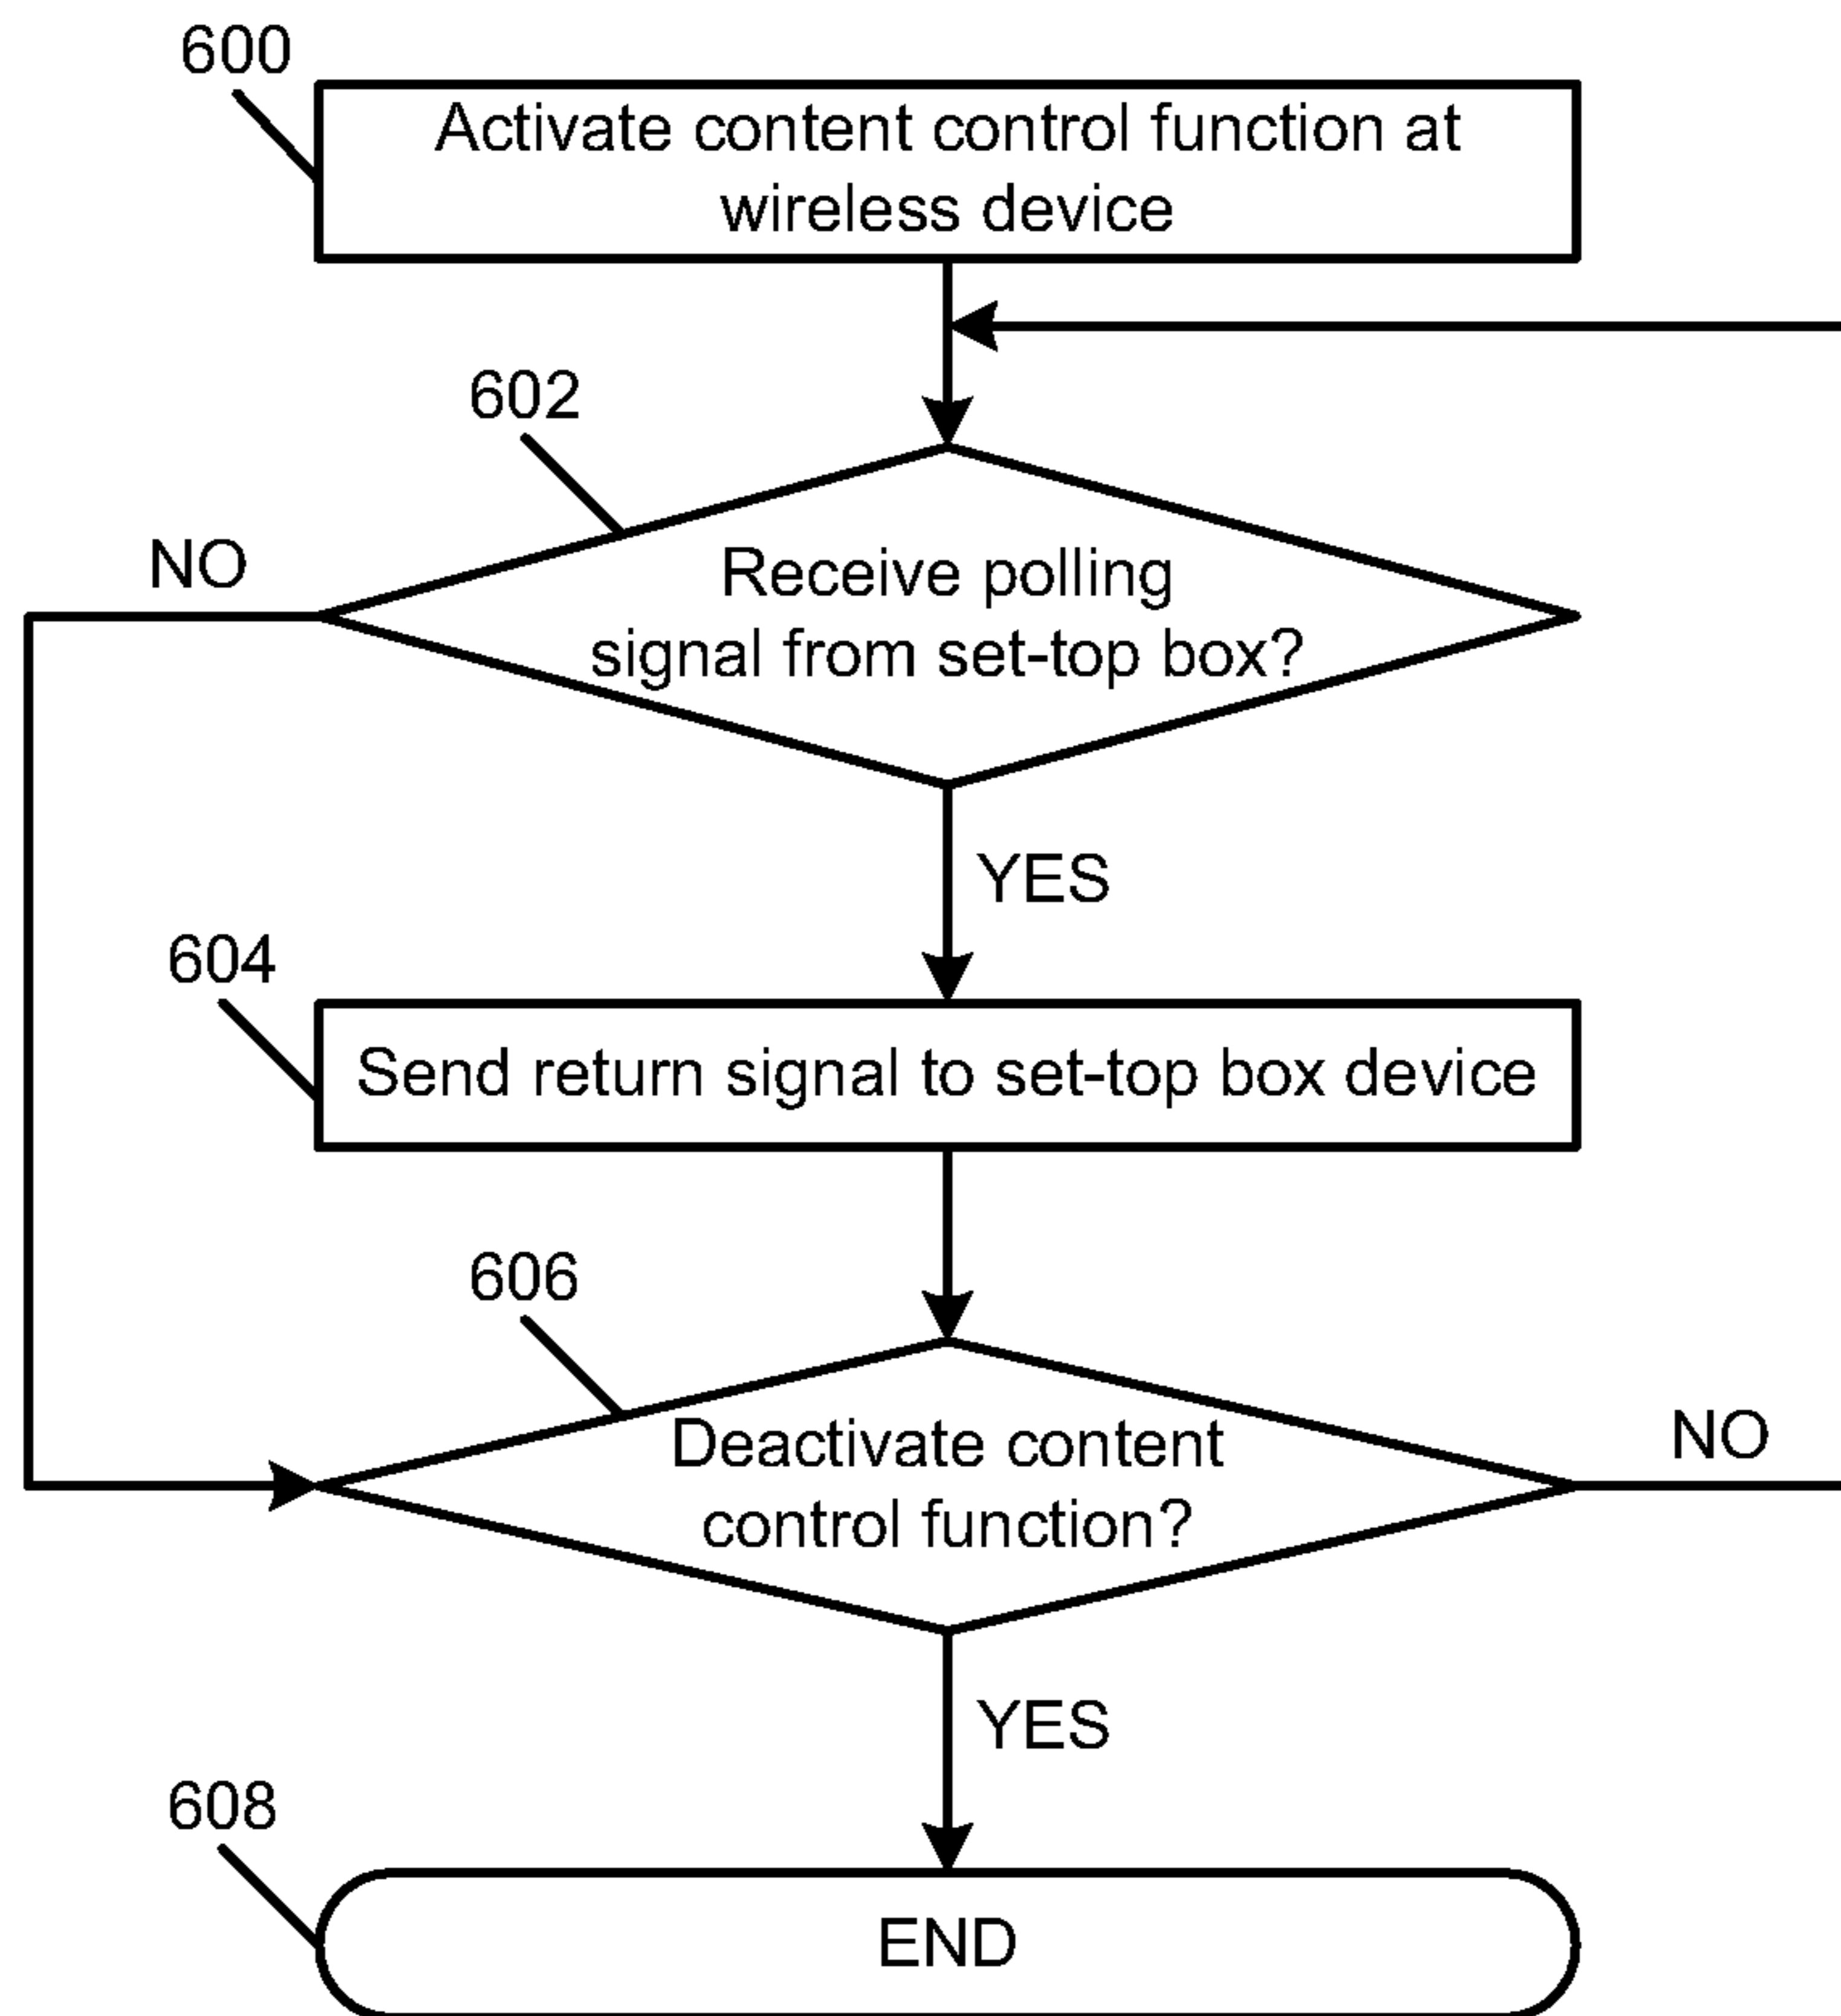 600
Activate content control function at
wireless device
602
NO
Receive polling
signal from set-top box?
YES
604
Send return signal to set-top box device
606
Deactivate content
control function?
NO
YES
608
END